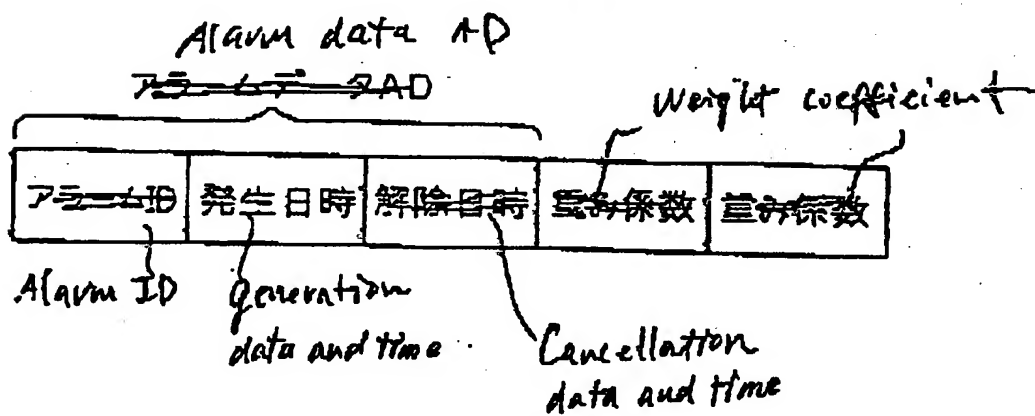 Alarm data AD
アラームデータAD
Weight coefficient
アラームID 発生日時 解除日時 重み係数 重み係数
Alarm ID
generation
data and time
Cancellation
data and time